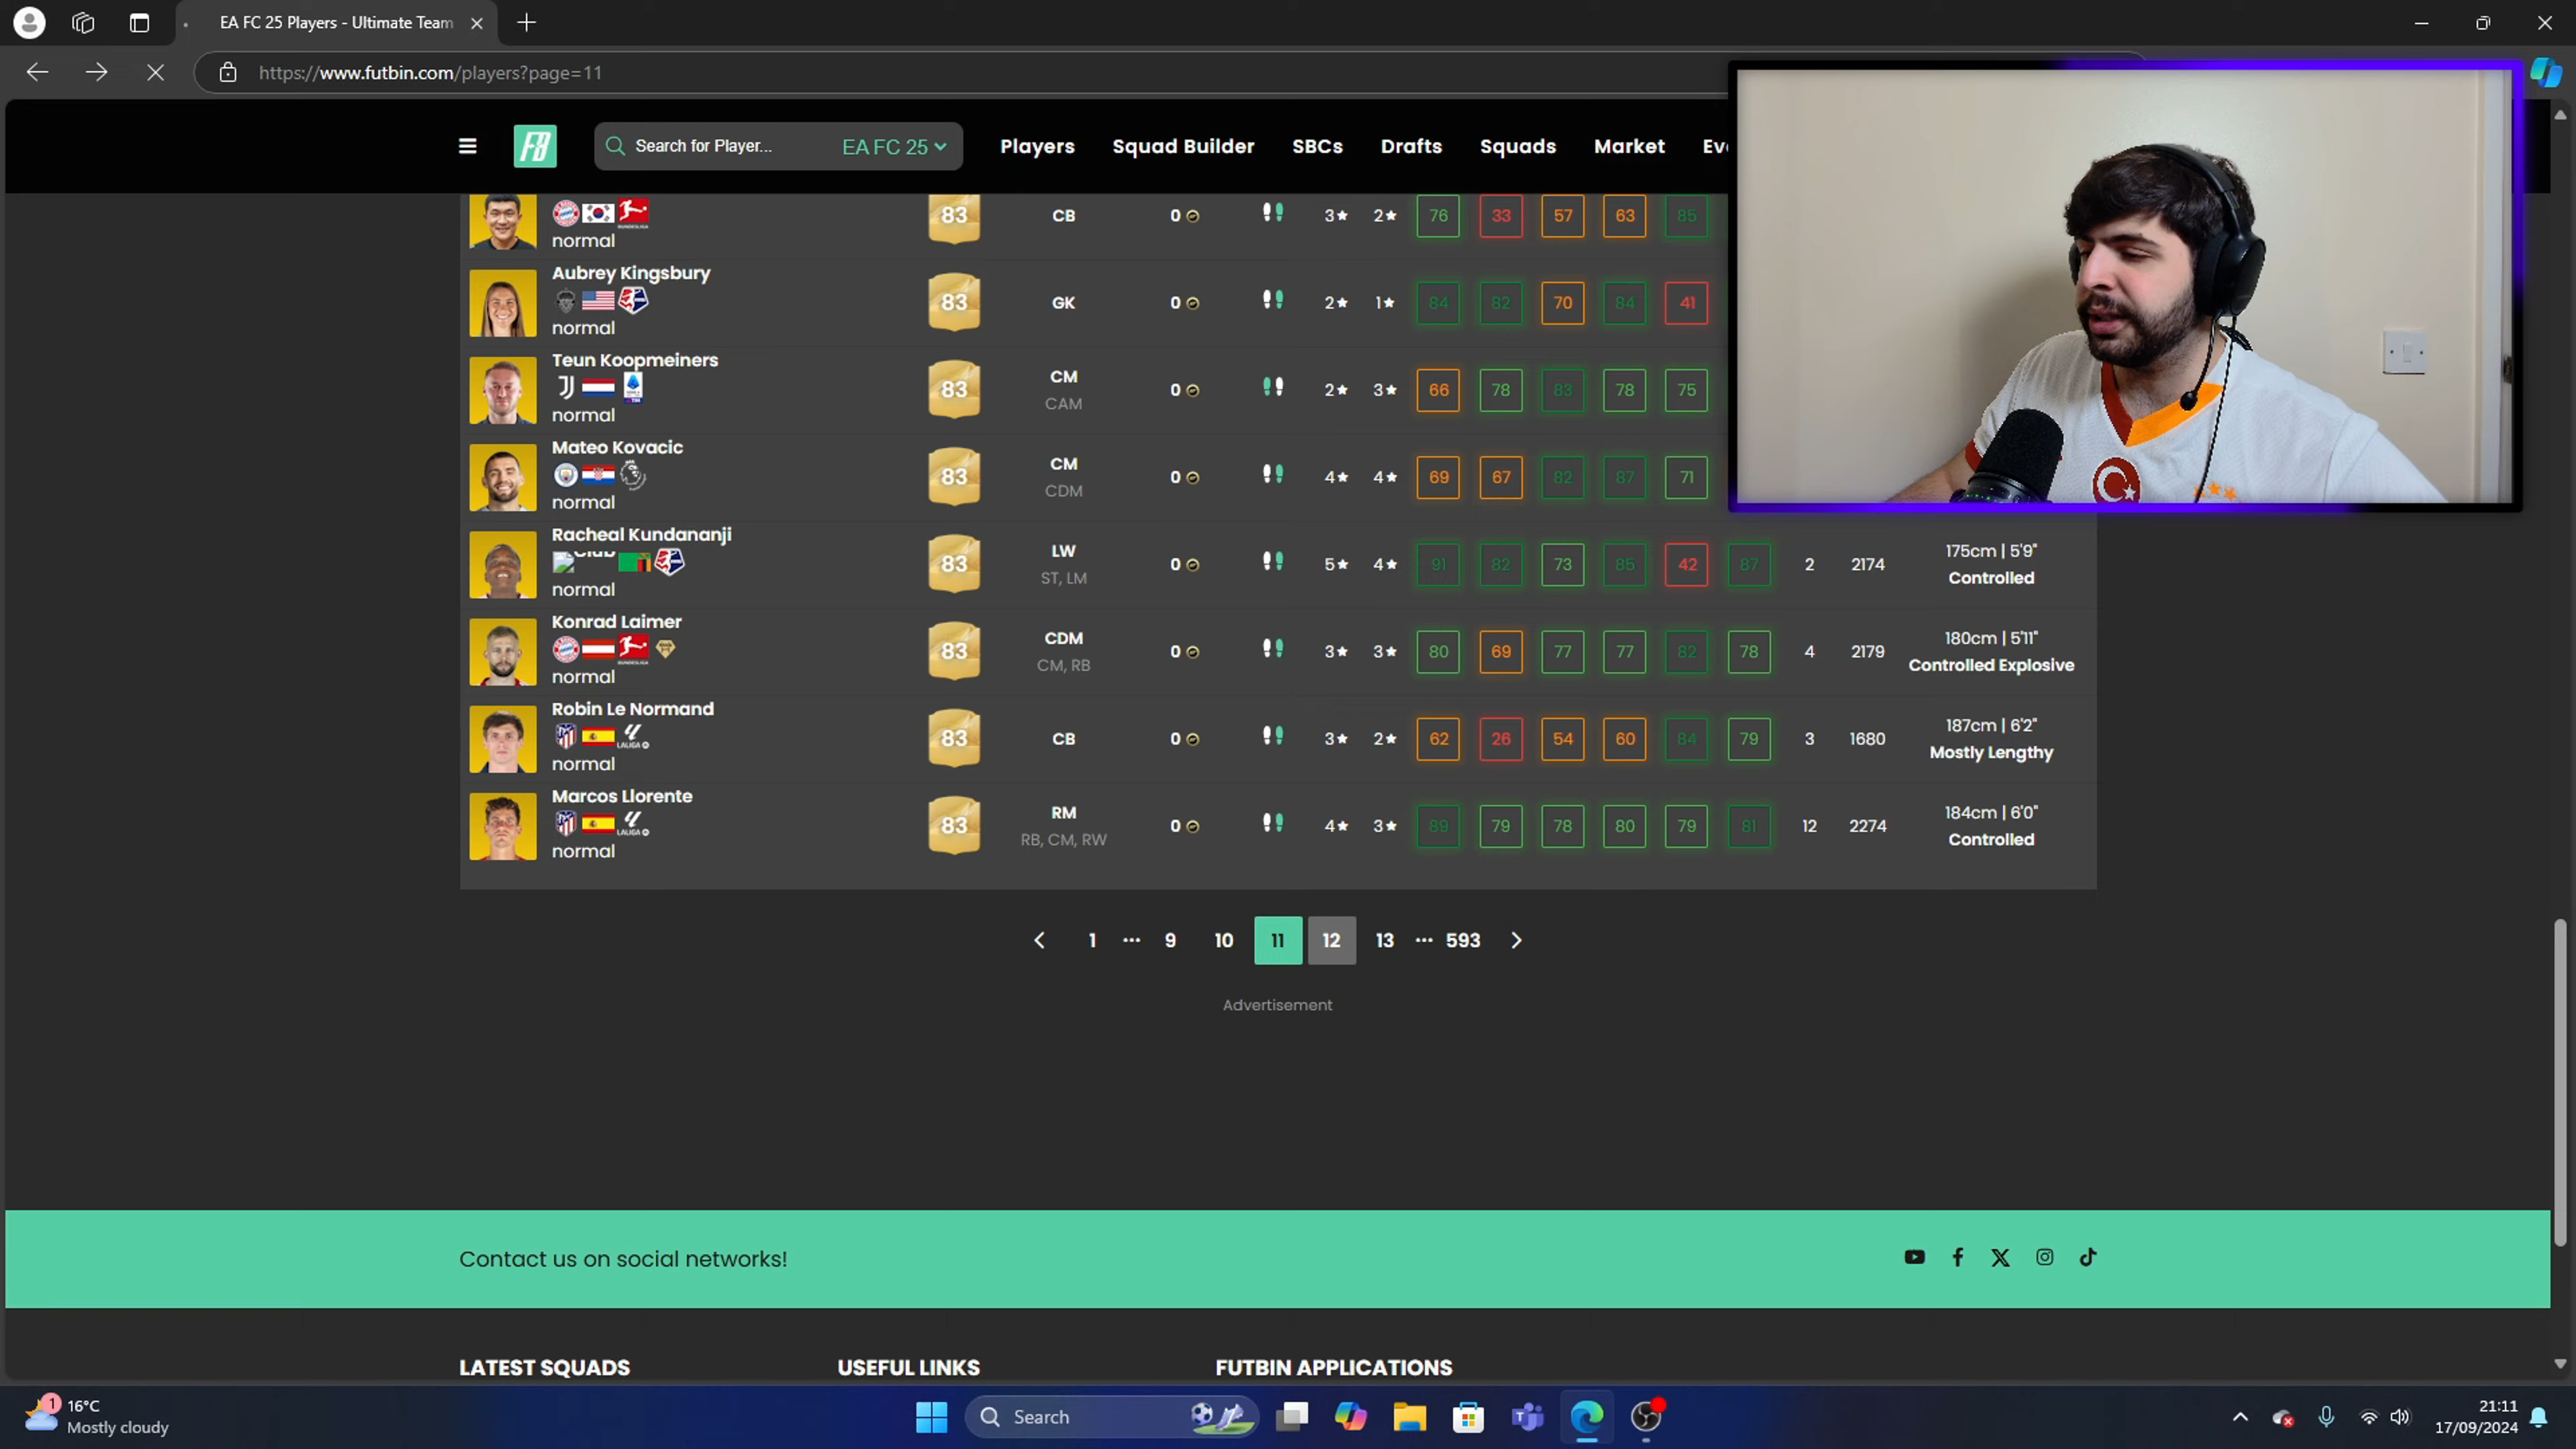 EA FC 25 Players - Ultimate Team
https://www.futbin.com/players?page=11
FB Search for Player... EA FC 25 Players Squad Builder SBCs Drafts Squads Market
83 CB 0 3★ 2★ 76 33 57 63 85
normal
Aubrey Kingsbury
83 GK 0 2★ 1★ 84 82 70 84 41
normal
Teun Koopmeiners
83 CM 0 2★ 3★ 66 78 83 78 75
CAM
normal
Mateo Kovacic
83 CM 0 4★ 4★ 69 67 82 87 71
CDM
normal
Racheal Kundananji
83 LW 0 5★ 4★ 91 82 73 85 42 87 2 2174 175cm | 5'9"
ST, LM Controlled
normal
Konrad Laimer
83 CDM 0 3★ 3★ 80 69 77 77 82 78 4 2179 180cm | 5'11"
CM, RB Controlled Explosive
normal
Robin Le Normand
83 CB 0 3★ 2★ 62 26 54 60 84 79 3 1680 187cm | 6'2"
LALIGA Mostly Lengthy
normal
Marcos Llorente
83 RM 0 4★ 3★ 89 79 78 80 79 81 12 2274 184cm | 6'0"
LALIGA RB, CM, RW Controlled
normal
1 ··· 9 10 11 12 13 ··· 593
Advertisement
Contact us on social networks!
LATEST SQUADS USEFUL LINKS FUTBIN APPLICATIONS
1 16°C
Mostly cloudy
Search
21:11
17/09/2024